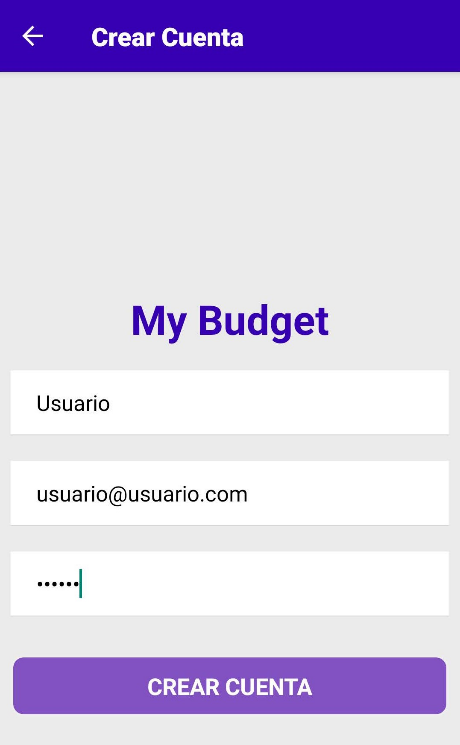 Crear Cuenta
My Budget
Usuario
usuario@usuario.com
••••••
CREAR CUENTA